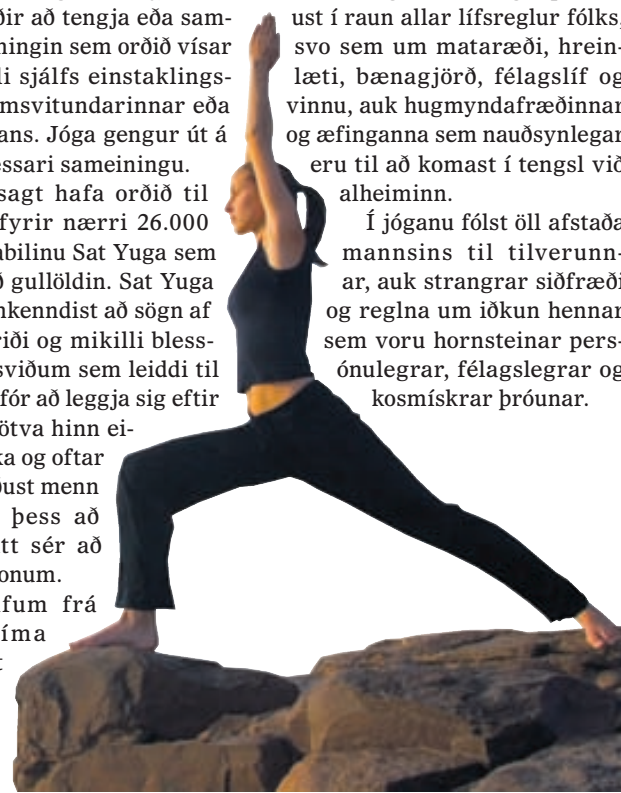 ðir að tengja eða sam-
ningin sem orðið vísar
li sjálfs einstaklings-
msvitundarinnar eða
ans. Jóga gengur út á
ssari sameiningu.
sagt hafa orðið til
fyrir nærri 26.000
abilinu Sat Yuga sem
ð gullöldin. Sat Yuga
nkenndist að sögn af
iði og mikilli bless-
sviðum sem leiddi til
fór að leggja sig eftir
ötva hinn ei-
ka og oftar
ust menn
þess að
tt sér að
onum.
fum frá
íma
ust í raun allar lífsreglur fólks,
svo sem um mataræði, hrein-
læti, bænagjörð, félagslíf og
vinnu, auk hugmyndafræðinnar
og æfinganna sem nauðsynlegar
eru til að komast í tengsl við
alheiminn.
Í jóganu fólst öll afstaða
mannsins til tilverunn-
ar, auk strangrar siðfræði
og reglna um iðkun hennar
sem voru hornsteinar pers-
ónulegrar, félagslegrar og
kosmískrar þróunar.